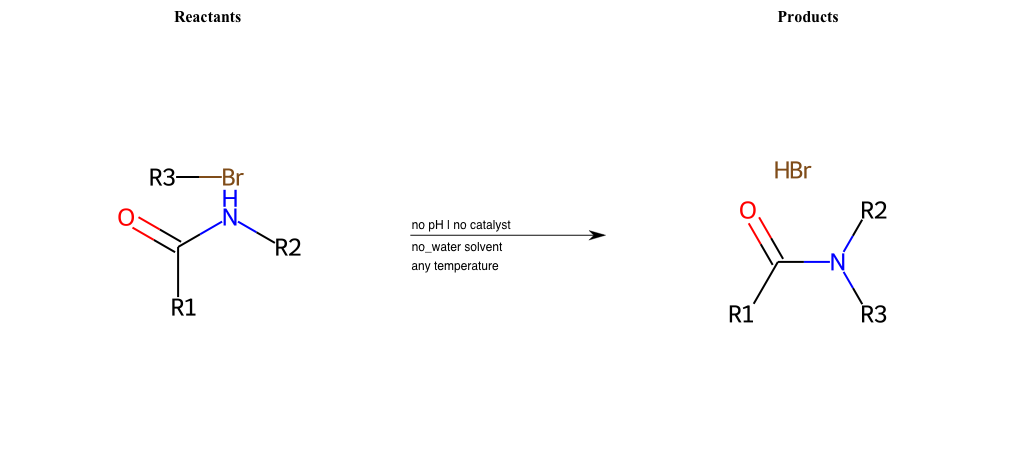 Reactants
Products
R3 Br
H
O N
R2
R1
no pH | no catalyst
no_water solvent
any temperature
HBr
O R2
N
R1 R3